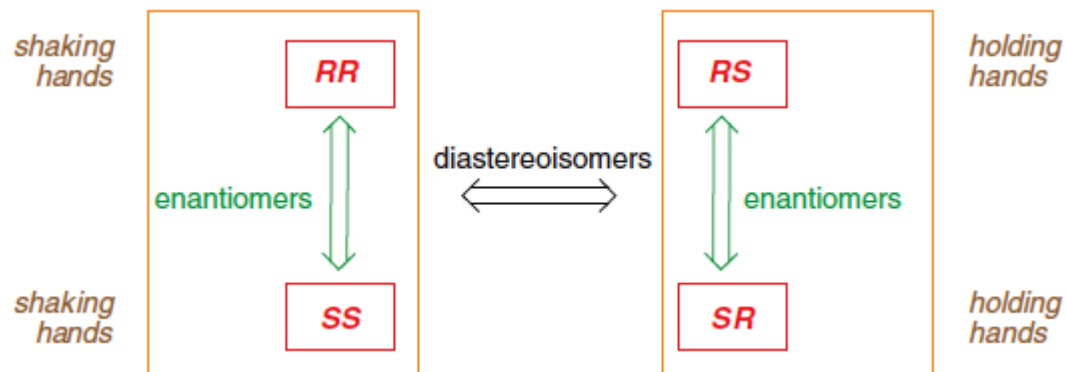 shaking
hands
RR
RS
holding
hands
diastereoisomers
enantiomers
enantiomers
shaking
hands
SS
SR
holding
hands